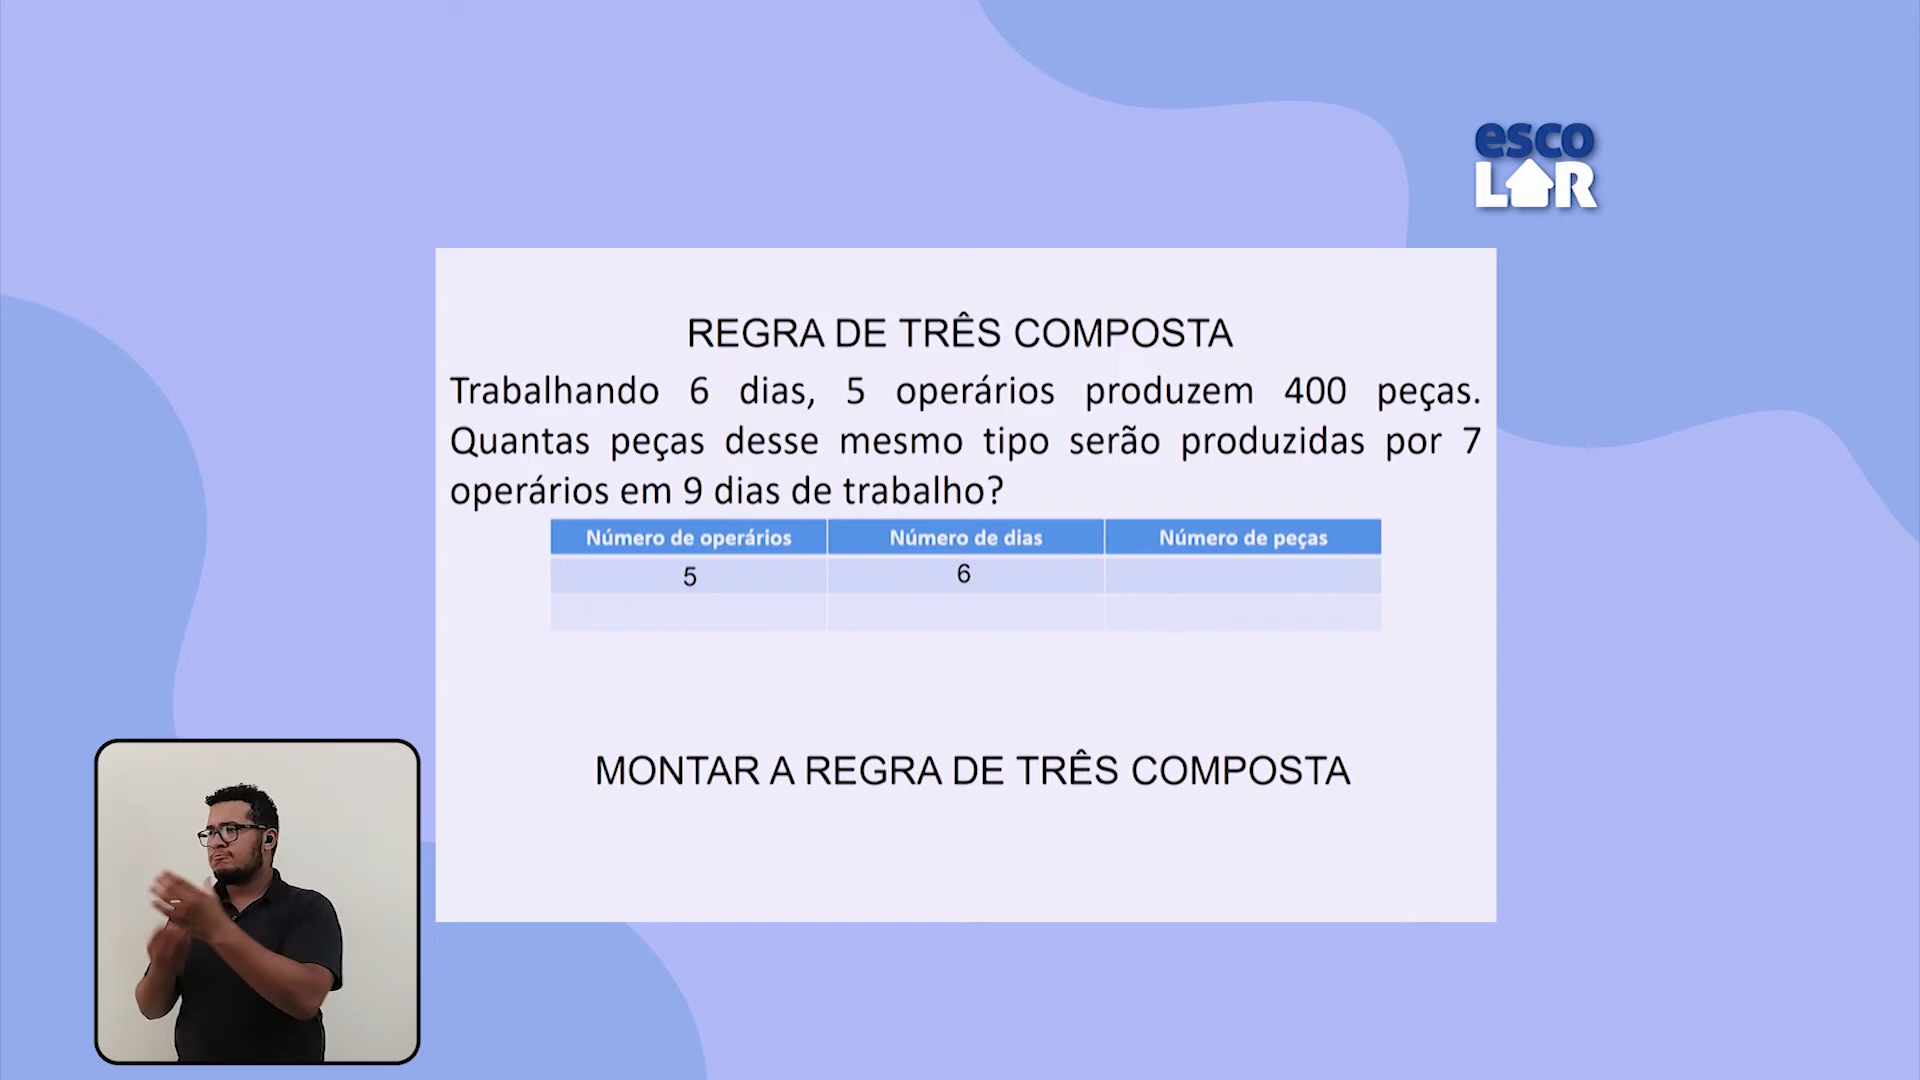 esco
LAR
REGRA DE TRÊS COMPOSTA
Trabalhando 6 dias, 5 operários produzem 400 peças.
Quantas peças desse mesmo tipo serão produzidas por 7
operários em 9 dias de trabalho?
Número de operários Número de dias Número de peças
5 6
MONTAR A REGRA DE TRÊS COMPOSTA